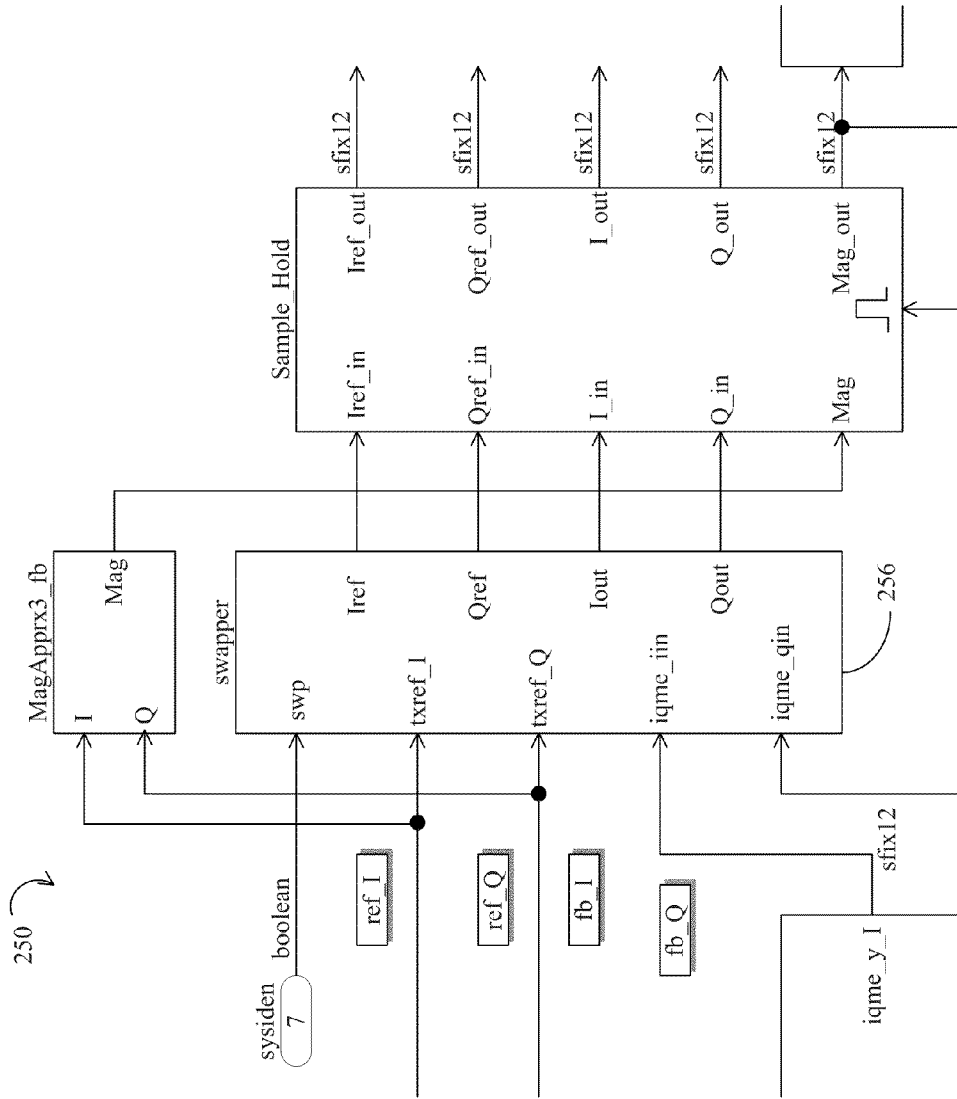 250
sysiden
7
boolean
ref_I
ref_Q
fb_I
fb_Q
iqme_y_I
sfix12
MagApprx3_fb
I
Q
Mag
swapper
swp
txref_I
txref_Q
iqme_iin
iqme_qin
Iref
Qref
Iout
Qout
256
Sample_Hold
Iref_in
Qref_in
I_in
Q_in
Mag
Iref_out
Qref_out
I_out
Q_out
Mag_out
sfix12
sfix12
sfix12
sfix12
sfix12